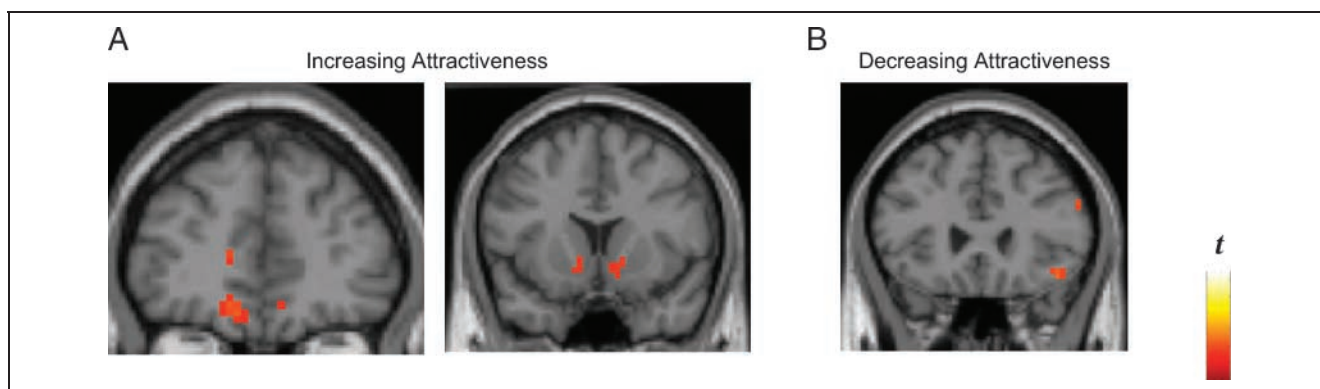 A
Increasing Attractiveness
B
Decreasing Attractiveness
t